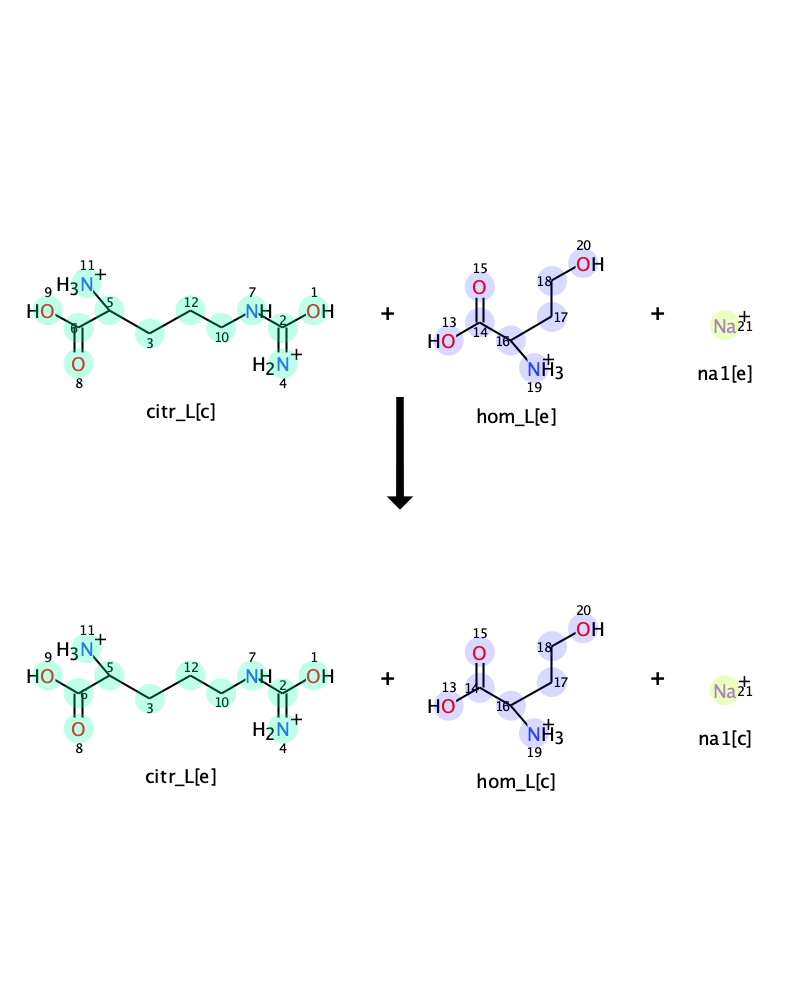 11
H3N+
9
HO
6
5
O
8
3
12
10
7
NH
2
1
OH
H2N+
4
+
15
O
13
HO
14
16
NH3+
19
17
18
20
OH
+
Na+
21
citr_L[c]
hom_L[e]
na1[e]
11
H3N+
9
HO
6
5
O
8
3
12
10
7
NH
2
1
OH
H2N+
4
+
15
O
13
HO
14
16
NH3+
19
17
18
20
OH
+
Na+
21
citr_L[e]
hom_L[c]
na1[c]